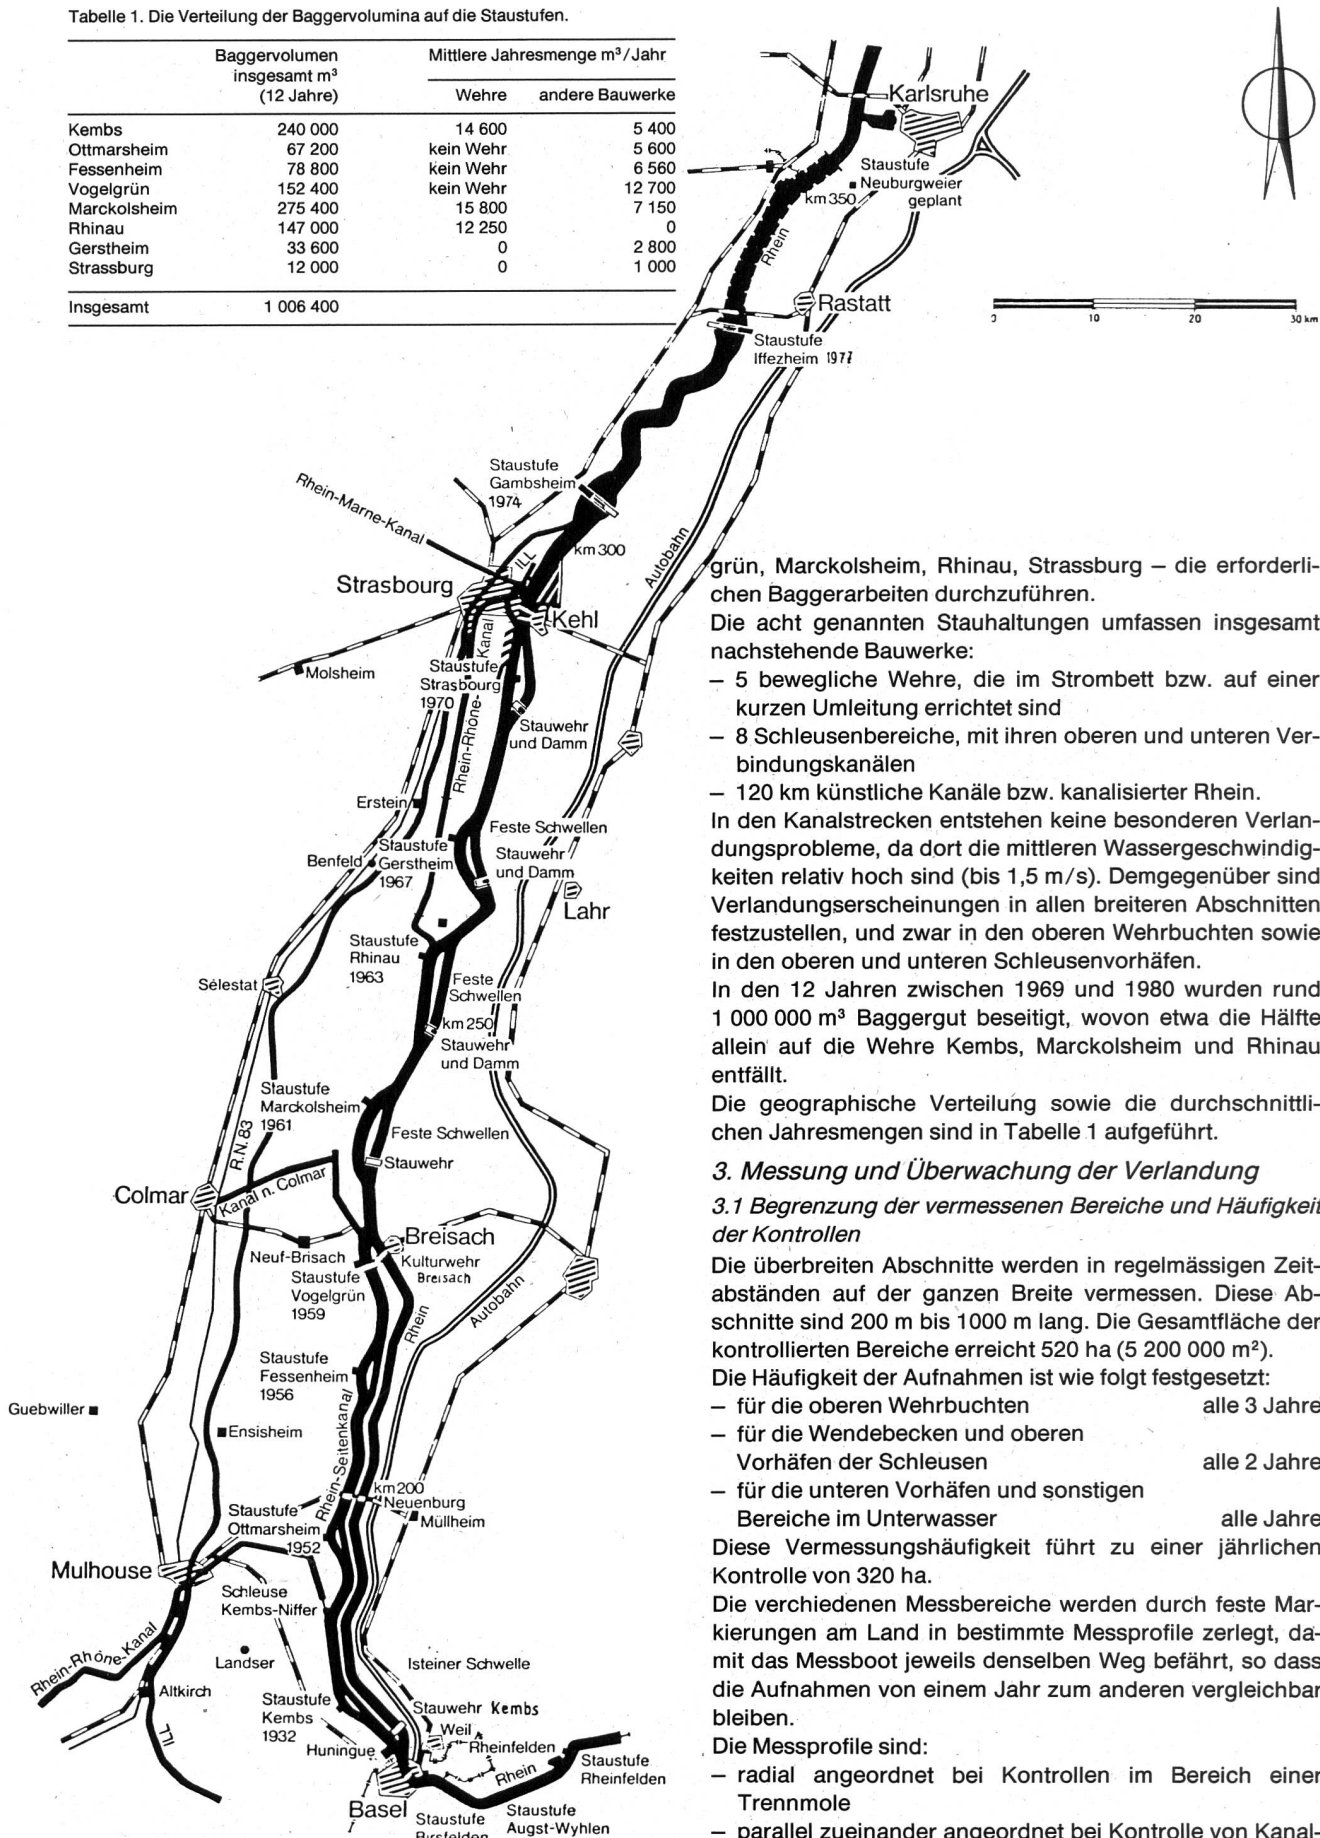 Tabelle 1. Die Verteilung der Baggervolumina auf die Staustufen.
Baggervolumen insgesamt m³ (12 Jahre) Mittlere Jahresmenge m³/Jahr
Wehre andere Bauwerke
Kembs 240 000 14 600 5 400
Ottmarsheim 67 200 kein Wehr 5 600
Fessenheim 78 800 kein Wehr 6 560
Vogelgrün 152 400 kein Wehr 12 700
Marckolsheim 275 400 15 800 7 150
Rhinau 147 000 12 250 0
Gerstheim 33 600 0 2 800
Strassburg 12 000 0 1 000
Insgesamt 1 006 400
Karlsruhe
Staustufe
Neuburgweier
geplant
km 350
Rhein
Rastatt
0 10 20 30 km
Staustufe
Iffezheim 1977
Staustufe
Gambsheim
1974
Rhein-Marne-Kanal
km 300
ILL
Autobahn
Strasbourg
Kehl
Molsheim
Staustufe
Strasbourg
1970
Rhein-Rhône-Kanal
Stauwehr
und Damm
Erstein
Feste Schwellen
Benfeld
Staustufe
Gerstheim
1967
Stauwehr
und Damm
Lahr
Staustufe
Rhinau
1963
Sélestat
Feste
Schwellen
km 250
Stauwehr
und Damm
Staustufe
Marckolsheim
1961
R.N. 83
Feste Schwellen
Stauwehr
Colmar
Kanal n. Colmar
Breisach
Neuf-Brisach
Kulturwehr
Breisach
Staustufe
Vogelgrün
1959
Rhein
Autobahn
Staustufe
Fessenheim
1956
Guebwiller
Ensisheim
Rhein-Seitenkanal
km 200
Neuenburg
Müllheim
Staustufe
Ottmarsheim
1952
Mulhouse
Schleuse
Kembs-Niffer
Rhein-Rhône-Kanal
Landser
Isteiner Schwelle
Altkirch
ILL
Staustufe
Kembs
1932
Stauwehr Kembs
Weil
Huningue
Rheinfelden
Rhein
Staustufe
Rheinfelden
Basel
Staustufe
Birsfelden
Staustufe
Augst-Wyhlen
grün, Marckolsheim, Rhinau, Strassburg – die erforderli-
chen Baggerarbeiten durchzuführen.
Die acht genannten Stauhaltungen umfassen insgesamt
nachstehende Bauwerke:
– 5 bewegliche Wehre, die im Strombett bzw. auf einer
kurzen Umleitung errichtet sind
– 8 Schleusenbereiche, mit ihren oberen und unteren Ver-
bindungskanälen
– 120 km künstliche Kanäle bzw. kanalisierter Rhein.
In den Kanalstrecken entstehen keine besonderen Verlan-
dungsprobleme, da dort die mittleren Wassergeschwindig-
keiten relativ hoch sind (bis 1,5 m/s). Demgegenüber sind
Verlandungserscheinungen in allen breiteren Abschnitten
festzustellen, und zwar in den oberen Wehrbuchten sowie
in den oberen und unteren Schleusenvorhäfen.
In den 12 Jahren zwischen 1969 und 1980 wurden rund
1 000 000 m³ Baggergut beseitigt, wovon etwa die Hälfte
allein auf die Wehre Kembs, Marckolsheim und Rhinau
entfällt.
Die geographische Verteilung sowie die durchschnittli-
chen Jahresmengen sind in Tabelle 1 aufgeführt.
3. Messung und Überwachung der Verlandung
3.1 Begrenzung der vermessenen Bereiche und Häufigkeit
der Kontrollen
Die überbreiten Abschnitte werden in regelmässigen Zeit-
abständen auf der ganzen Breite vermessen. Diese Ab-
schnitte sind 200 m bis 1000 m lang. Die Gesamtfläche der
kontrollierten Bereiche erreicht 520 ha (5 200 000 m²).
Die Häufigkeit der Aufnahmen ist wie folgt festgesetzt:
– für die oberen Wehrbuchten alle 3 Jahre
– für die Wendebecken und oberen
Vorhäfen der Schleusen alle 2 Jahre
– für die unteren Vorhäfen und sonstigen
Bereiche im Unterwasser alle Jahre
Diese Vermessungshäufigkeit führt zu einer jährlichen
Kontrolle von 320 ha.
Die verchiedenen Messbereiche werden durch feste Mar-
kierungen am Land in bestimmte Messprofile zerlegt, da-
mit das Messboot jeweils denselben Weg befährt, so dass
die Aufnahmen von einem Jahr zum anderen vergleichbar
bleiben.
Die Messprofile sind:
– radial angeordnet bei Kontrollen im Bereich einer
Trennmole
– parallel zueinander angeordnet bei Kontrolle von Kanal-